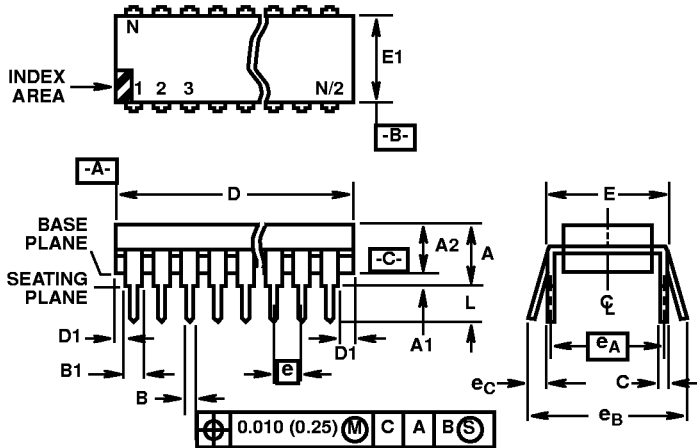 N
E1
INDEX
AREA
1 2 3 N/2
-B-
-A-
D
E
BASE
PLANE
A2 A
-C-
SEATING
PLANE
L
D1
A1
D1
B1
e
B
eA
eC
C
eB
0.010 (0.25) M C A B S
CL